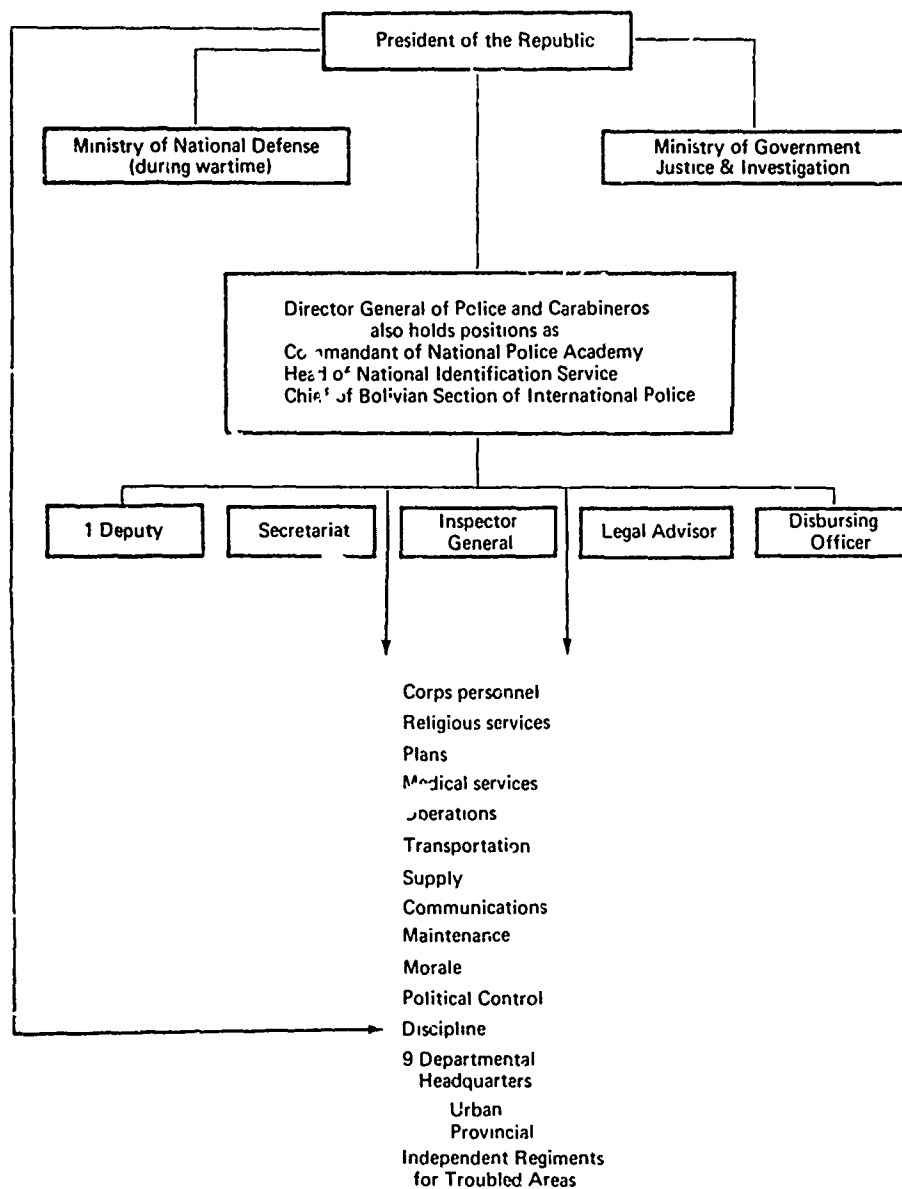 President of the Republic
Ministry of National Defense
(during wartime)
Ministry of Government
Justice & Investigation
Director General of Police and Carabineros
also holds positions as
Commandant of National Police Academy
Head of National Identification Service
Chief of Bolivian Section of International Police
1 Deputy
Secretariat
Inspector
General
Legal Advisor
Disbursing
Officer
Corps personnel
Religious services
Plans
Medical services
Operations
Transportation
Supply
Communications
Maintenance
Morale
Political Control
Discipline
9 Departmental
Headquarters
Urban
Provincial
Independent Regiments
for Troubled Areas